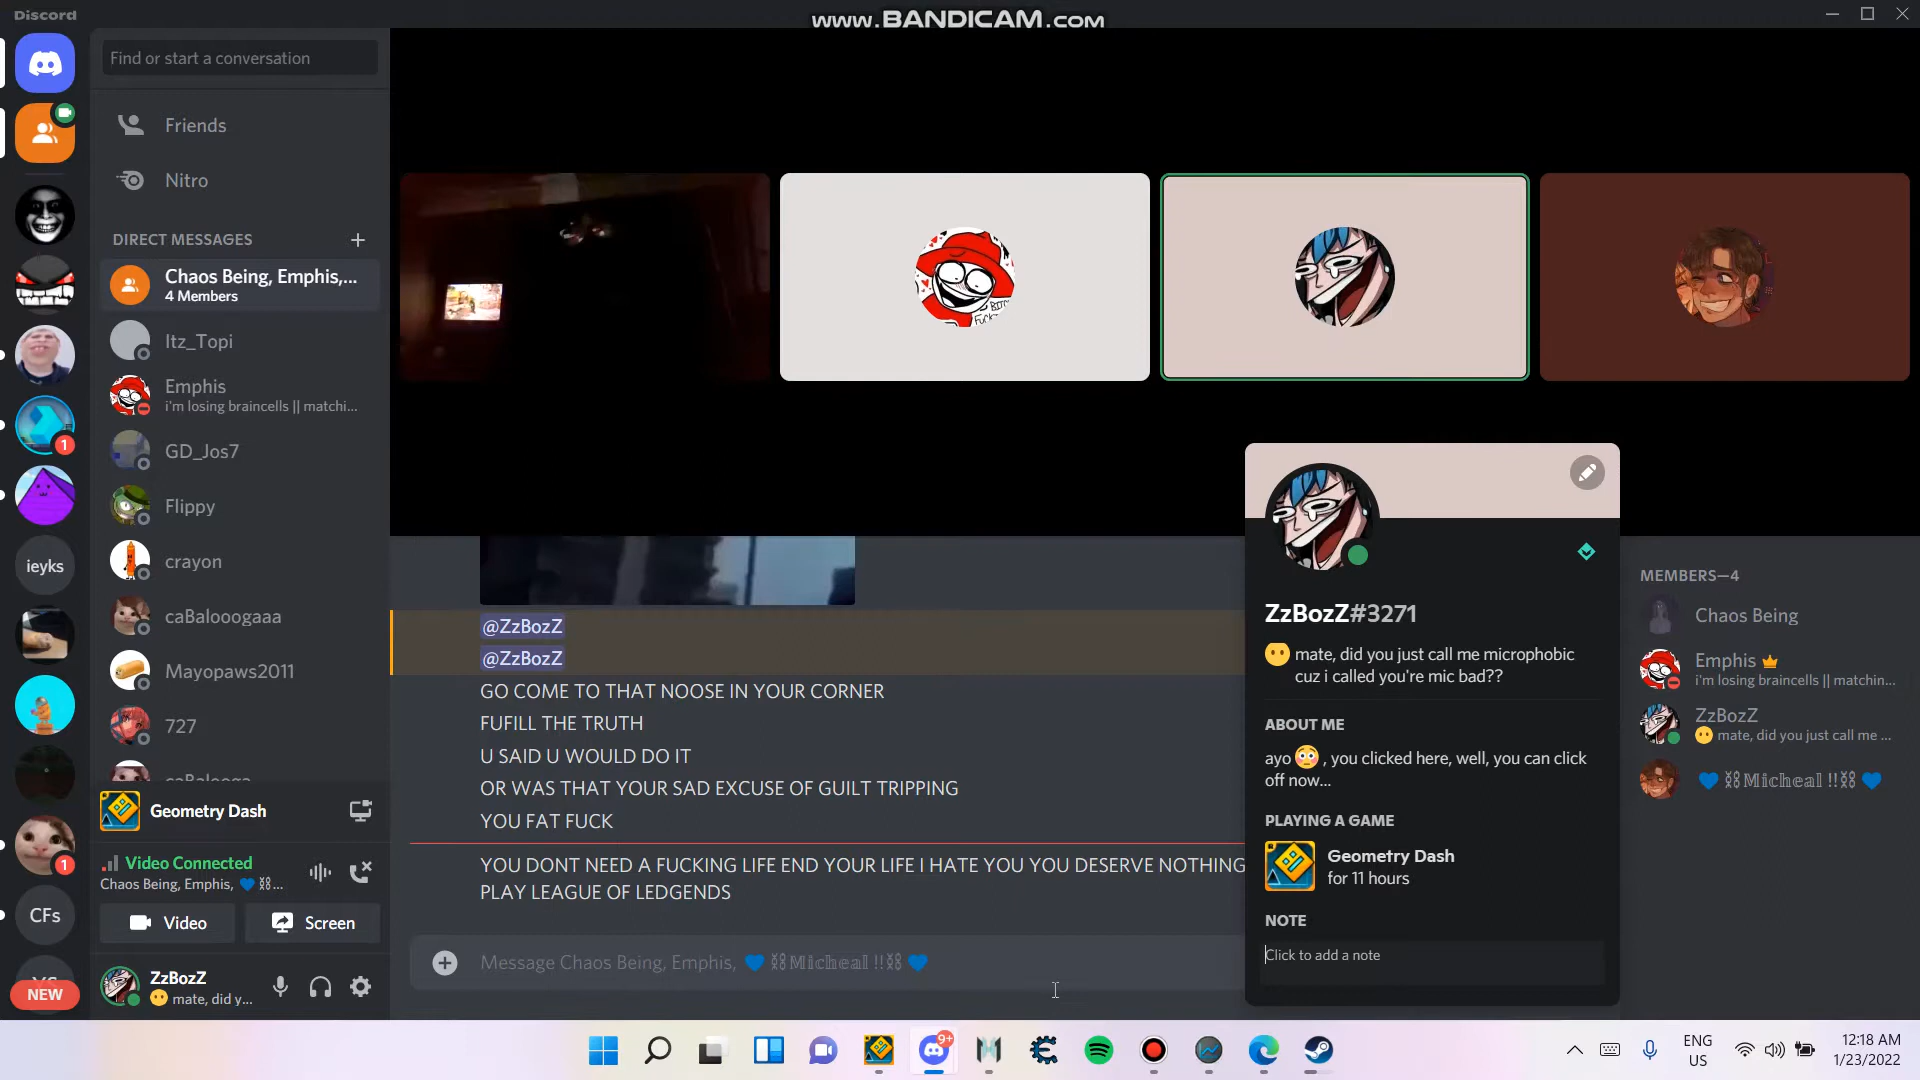 Discord
www.BANDICAM.com
Find or start a conversation
Friends
Nitro
DIRECT MESSAGES
Chaos Being, Emphis,...
4 Members
Itz_Topi
Emphis
i'm losing braincells || matchi...
GD_Jos7
Flippy
crayon
caBalooogaaa
Mayopaws2011
727
caBalooga
Geometry Dash
Video Connected
Chaos Being, Emphis, 💙⛓...
Video
Screen
ZzBozZ
😶 mate, did y...
1
ieyks
1
CFs
NEW
BITCH
FUCK
@ZzBozZ
@ZzBozZ
GO COME TO THAT NOOSE IN YOUR CORNER
FUFILL THE TRUTH
U SAID U WOULD DO IT
OR WAS THAT YOUR SAD EXCUSE OF GUILT TRIPPING
YOU FAT FUCK
YOU DONT NEED A FUCKING LIFE END YOUR LIFE I HATE YOU YOU DESERVE NOTHING
PLAY LEAGUE OF LEDGENDS
Message Chaos Being, Emphis, 💙 ⛓𝕄𝕚𝕔𝕙𝕖𝕒𝕝 !!⛓ 💙
ZzBozZ#3271
😶 mate, did you just call me microphobic
cuz i called you're mic bad??
ABOUT ME
ayo 😳 , you clicked here, well, you can click
off now...
PLAYING A GAME
Geometry Dash
for 11 hours
NOTE
Click to add a note
MEMBERS—4
Chaos Being
Emphis
i'm losing braincells || matchin...
ZzBozZ
😶 mate, did you just call me ...
💙 ⛓𝕄𝕚𝕔𝕙𝕖𝕒𝕝 !!⛓ 💙
9+
ENG
US
12:18 AM
1/23/2022